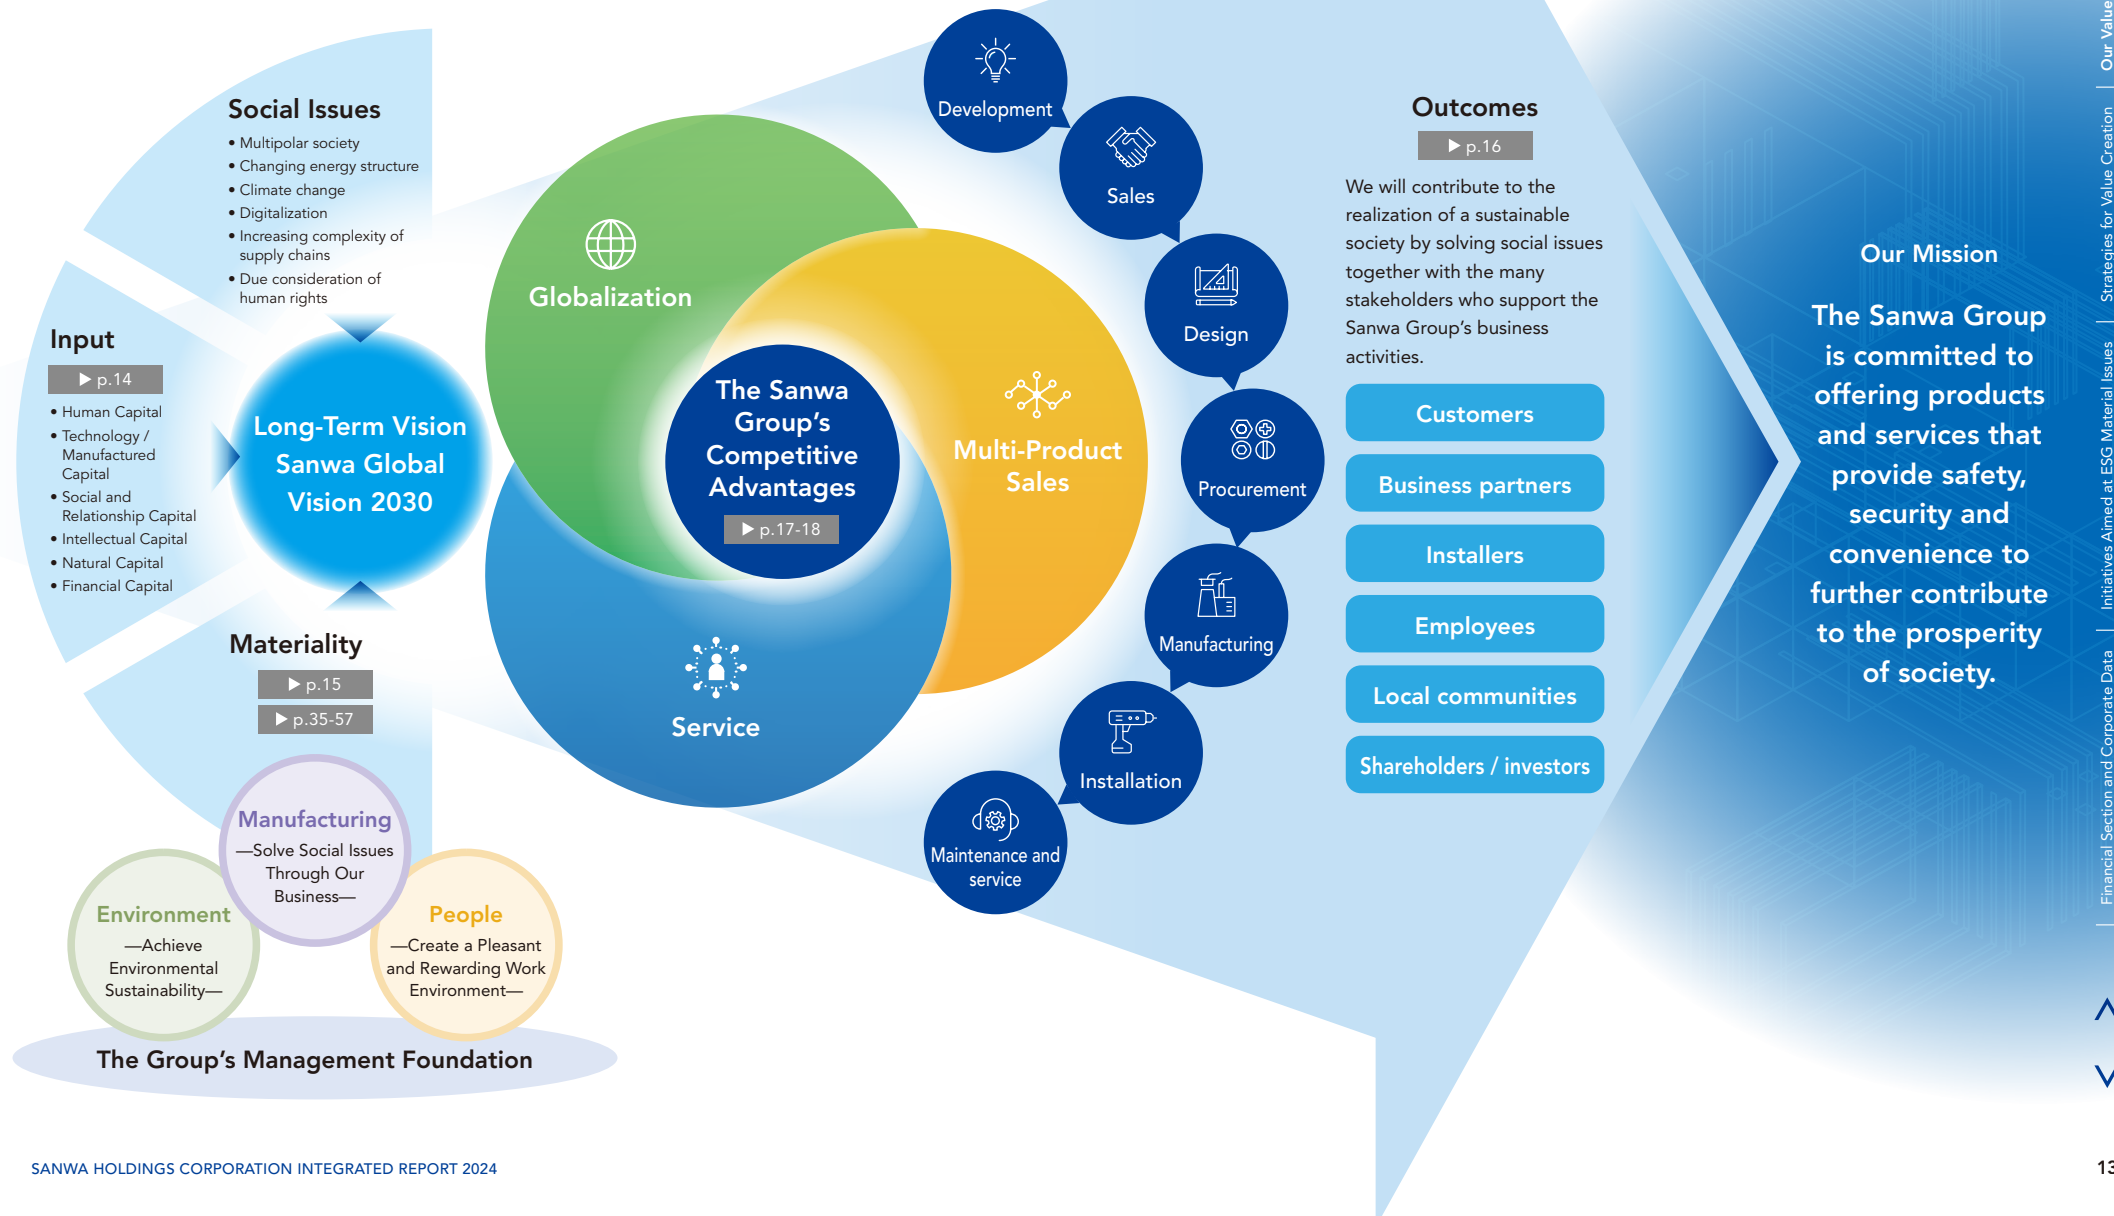 Social Issues
• Multipolar society
• Changing energy structure
• Climate change
• Digitalization
• Increasing complexity of
supply chains
• Due consideration of
human rights
Input
▶ p.14
• Human Capital
• Technology /
Manufactured
Capital
• Social and
Relationship Capital
• Intellectual Capital
• Natural Capital
• Financial Capital
Long-Term Vision
Sanwa Global
Vision 2030
Materiality
▶ p.15
▶ p.35-57
Manufacturing
—Solve Social Issues
Through Our
Business—
Environment
—Achieve
Environmental
Sustainability—
People
—Create a Pleasant
and Rewarding Work
Environment—
The Group’s Management Foundation
Globalization
Multi-Product
Sales
Service
The Sanwa
Group’s
Competitive
Advantages
▶ p.17-18
Development
Sales
Design
Procurement
Manufacturing
Installation
Maintenance and
service
Outcomes
▶ p.16
We will contribute to the
realization of a sustainable
society by solving social issues
together with the many
stakeholders who support the
Sanwa Group’s business
activities.
Customers
Business partners
Installers
Employees
Local communities
Shareholders / investors
Our Mission
The Sanwa Group
is committed to
offering products
and services that
provide safety,
security and
convenience to
further contribute
to the prosperity
of society.
Our Value
Strategies for Value Creation
Initiatives Aimed at ESG Material Issues
Financial Section and Corporate Data
SANWA HOLDINGS CORPORATION INTEGRATED REPORT 2024
13